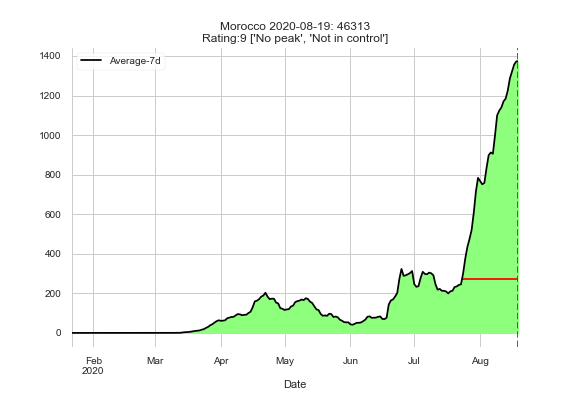 Morocco 2020-08-19: 46313
Rating:9 ['No peak', 'Not in control']
Average-7d
1400
1200
1000
800
600
400
200
0
Feb Mar Apr May Jun Jul Aug
2020
Date